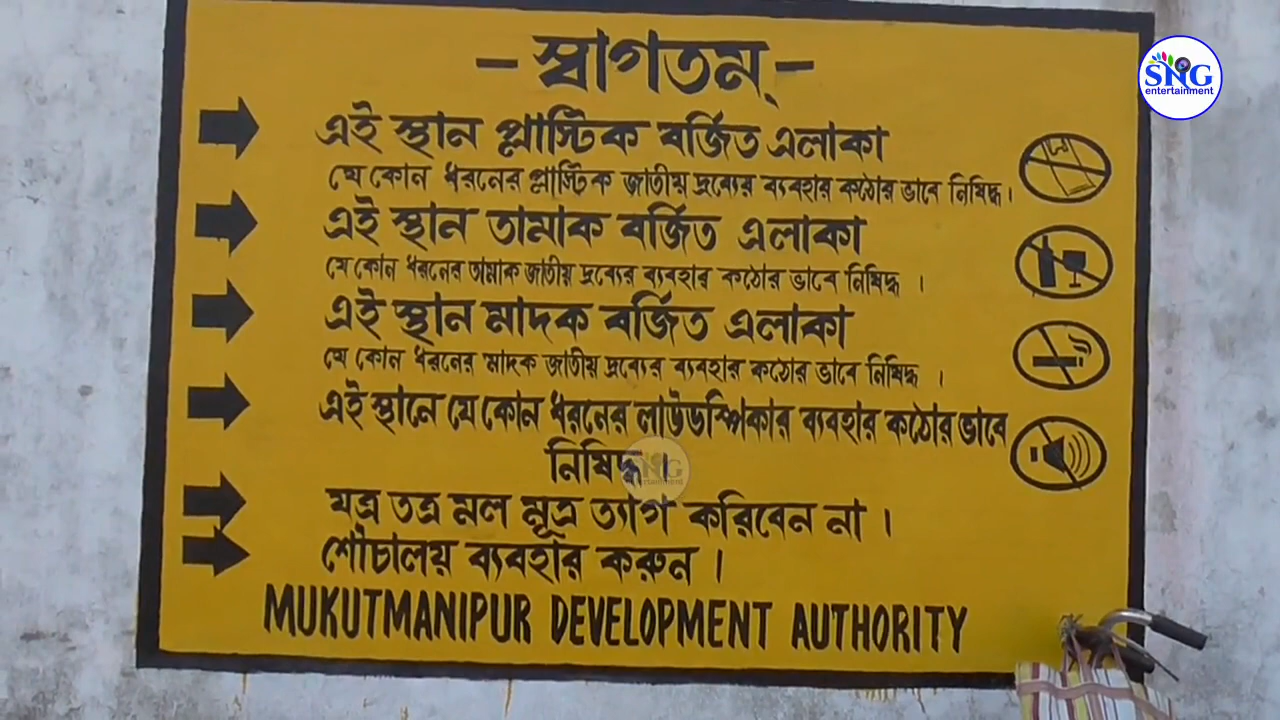 - স্বাগতম্ -
SNG
entertainment
এই স্থান প্লাস্টিক বর্জিত এলাকা
যে কোন ধরনের প্লাস্টিক জাতীয় দ্রব্যের ব্যবহার কঠোর ভাবে নিষিদ্ধ।
এই স্থান তামাক বর্জিত এলাকা
যে কোন ধরনের তামাক জাতীয় দ্রব্যের ব্যবহার কঠোর ভাবে নিষিদ্ধ ।
এই স্থান মাদক বর্জিত এলাকা
যে কোন ধরনের মাদক জাতীয় দ্রব্যের ব্যবহার কঠোর ভাবে নিষিদ্ধ ।
এই স্থানে যে কোন ধরনের লাউডস্পিকার ব্যবহার কঠোর ভাবে
নিষিদ্ধ ।
SNG
entertainment
যত্র তত্র মল মূত্র ত্যাগ করিবেন না ।
শৌচালয় ব্যবহার করুন ।
MUKUTMANIPUR DEVELOPMENT AUTHORITY